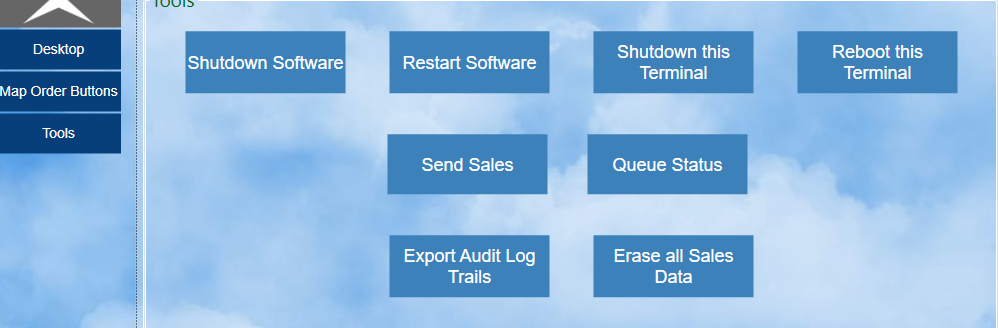 Tools
Desktop
Map Order Buttons
Tools
Shutdown Software
Restart Software
Shutdown this
Terminal
Reboot this
Terminal
Send Sales
Queue Status
Export Audit Log
Trails
Erase all Sales
Data